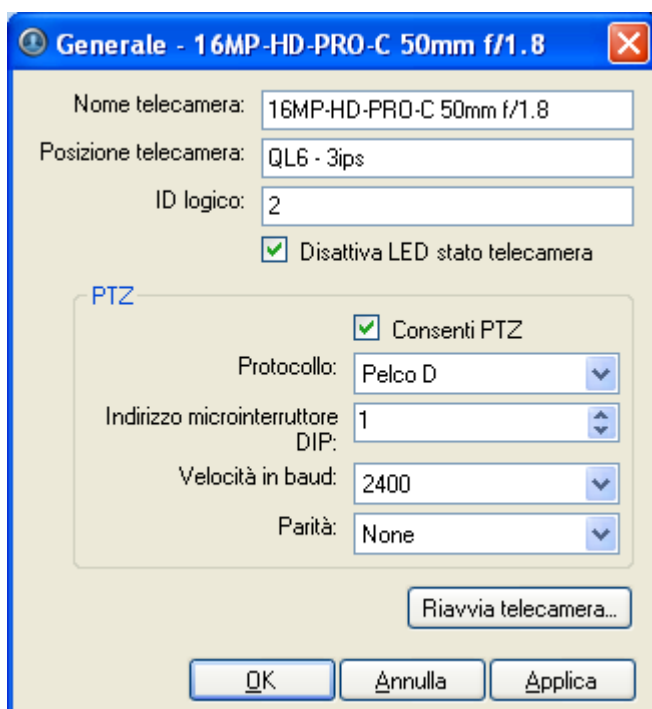 Generale - 16MP-HD-PRO-C 50mm f/1.8
Nome telecamera: 16MP-HD-PRO-C 50mm f/1.8
Posizione telecamera: QL6 - 3ips
ID logico: 2
Disattiva LED stato telecamera
PTZ
Consenti PTZ
Protocollo: Pelco D
Indirizzo microinterruttore
DIP: 1
Velocità in baud: 2400
Parità: None
Riavvia telecamera...
OK Annulla Applica